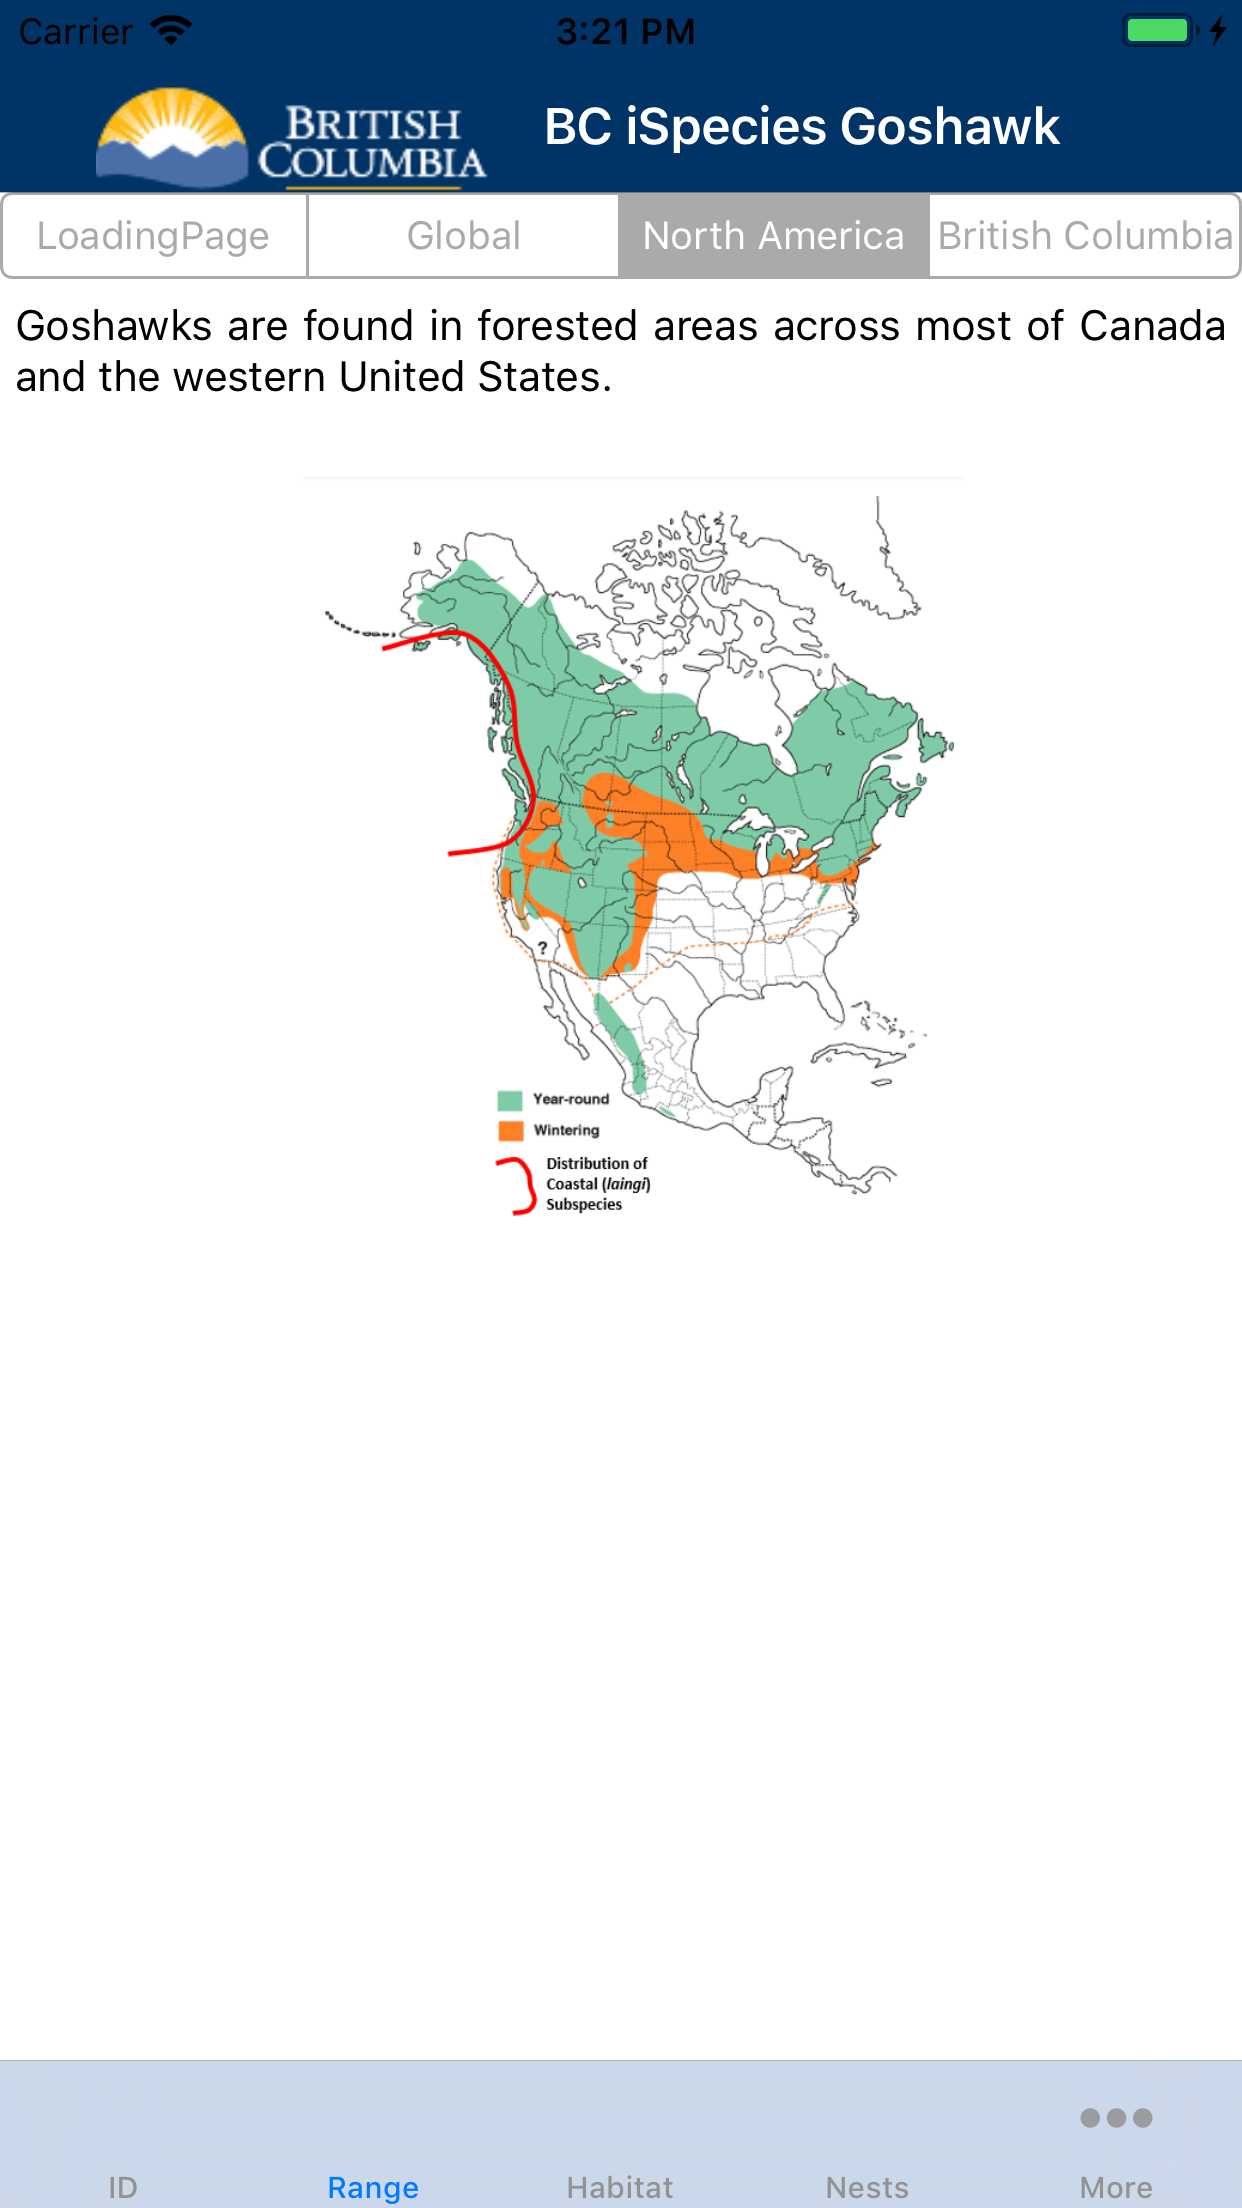 Carrier 3:21 PM
BRITISH
COLUMBIA
BC iSpecies Goshawk
LoadingPage Global North America British Columbia
Goshawks are found in forested areas across most of Canada
and the western United States.
?
Year-round
Wintering
Distribution of
Coastal (laingi)
Subspecies
ID Range Habitat Nests More